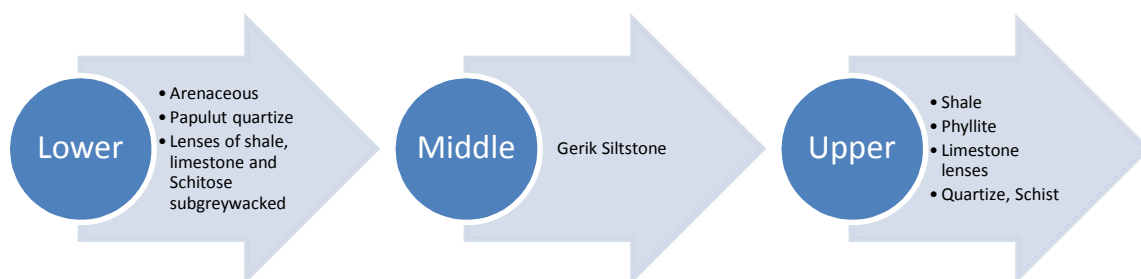 Lower
• Arenaceous
• Papulut quartize
• Lenses of shale,
limestone and
Schitose
subgreywacked
Middle
Gerik Siltstone
Upper
• Shale
• Phyllite
• Limestone
lenses
• Quartize, Schist